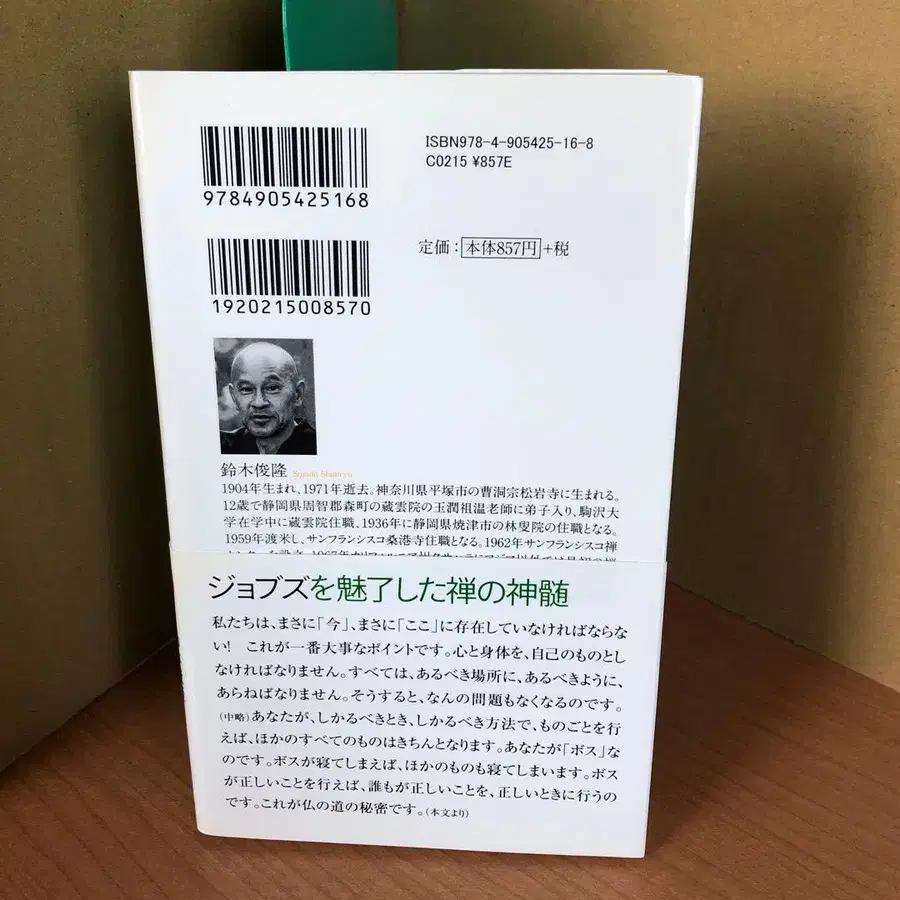 ISBN978-4-905425-16-8
C0215 ¥857E
9784905425168
定価：本体857円+税
1920215008570
鈴木俊隆 Suzuki Shunryu
1904年生まれ、1971年逝去。神奈川県平塚市の曹洞宗松岩寺に生まれる。
12歳で静岡県周智郡森町の蔵雲院の玉潤祖温老師に弟子入り、駒沢大
学在学中に蔵雲院住職、1936年に静岡県焼津市の林叟院の住職となる。
1959年渡米し、サンフランシスコ桑港寺住職となる。1962年サンフランシスコ禅
ジョブズを魅了した禅の神髄
私たちは、まさに「今」、まさに「ここ」に存在していなければならな
い！ これが一番大事なポイントです。心と身体を、自己のものとし
なければなりません。すべては、あるべき場所に、あるべきように、
あらねばなりません。そうすると、なんの問題もなくなるのです。
（中略）あなたが、しかるべきとき、しかるべき方法で、ものごとを行
えば、ほかのすべてのものはきちんとなります。あなたが「ボス」な
のです。ボスが寝てしまえば、ほかのものも寝てしまいます。ボス
が正しいことを行えば、誰もが正しいことを、正しいときに行うの
です。これが仏の道の秘密です。（本文より）